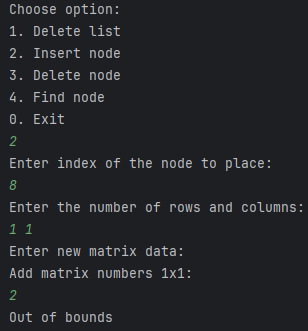 Choose option:
1. Delete list
2. Insert node
3. Delete node
4. Find node
0. Exit
2
Enter index of the node to place:
8
Enter the number of rows and columns:
1 1
Enter new matrix data:
Add matrix numbers 1x1:
2
Out of bounds